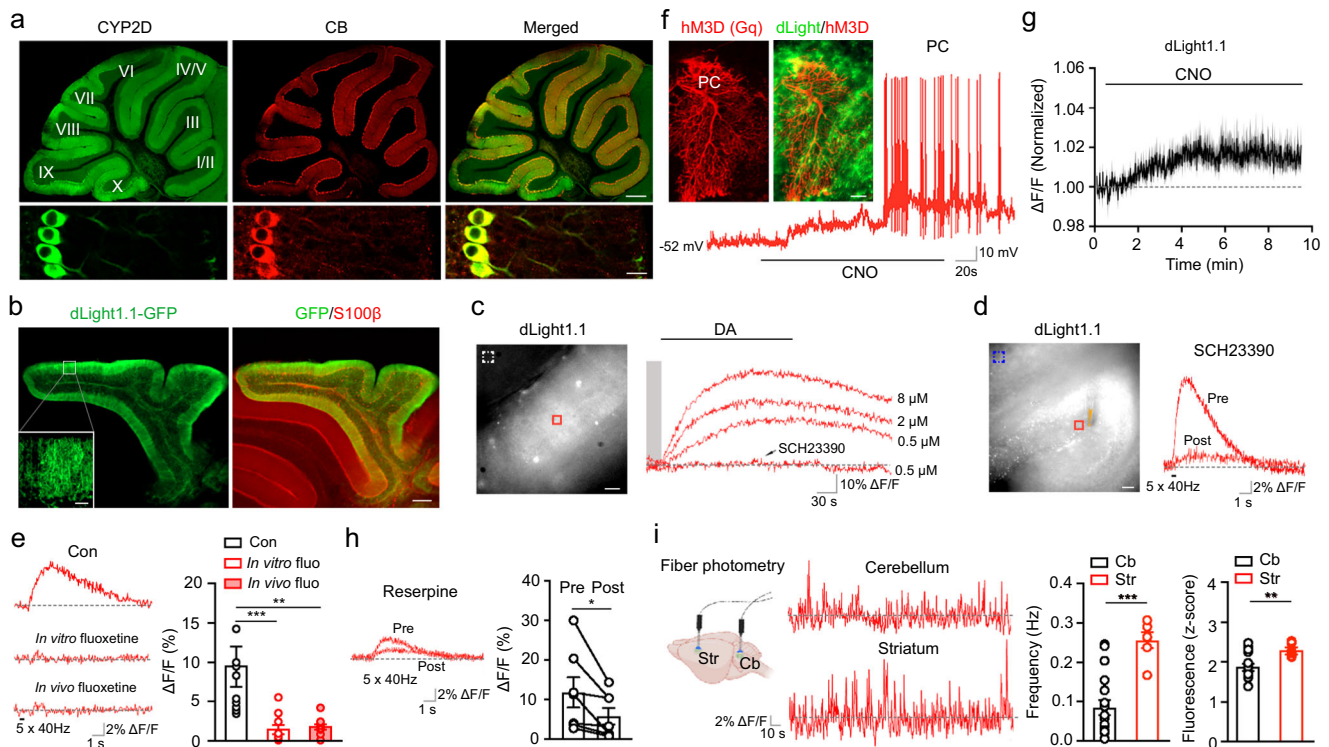 a
CYP2D
CB
Merged
VI
IV/V
VII
III
VIII
I/II
IX
X
f
hM3D (Gq)
dLight/hM3D
PC
PC
-52 mV
CNO
10 mV
20s
g
dLight1.1
CNO
ΔF/F (Normalized)
1.06
1.04
1.02
1.00
0.98
0
2
4
6
8
10
Time (min)
b
dLight1.1-GFP
GFP/S100β
c
dLight1.1
DA
8 µM
2 µM
0.5 µM
SCH23390
0.5 µM
10% ΔF/F
30 s
d
dLight1.1
SCH23390
Pre
Post
5 x 40Hz
2% ΔF/F
1 s
e
Con
In vitro fluoxetine
In vivo fluoxetine
5 x 40Hz
2% ΔF/F
1 s
Con
In vitro fluo
In vivo fluo
ΔF/F (%)
20
15
10
5
0
**
***
h
Reserpine
Pre
Post
5 x 40Hz
2% ΔF/F
1 s
ΔF/F (%)
40
30
20
10
0
Pre Post
*
i
Fiber photometry
Str
Cb
Cerebellum
Striatum
2% ΔF/F
10 s
Cb
Str
Frequency (Hz)
0.4
0.3
0.2
0.1
0
***
Cb
Str
Fluorescence (z-score)
4
3
2
1
0
**